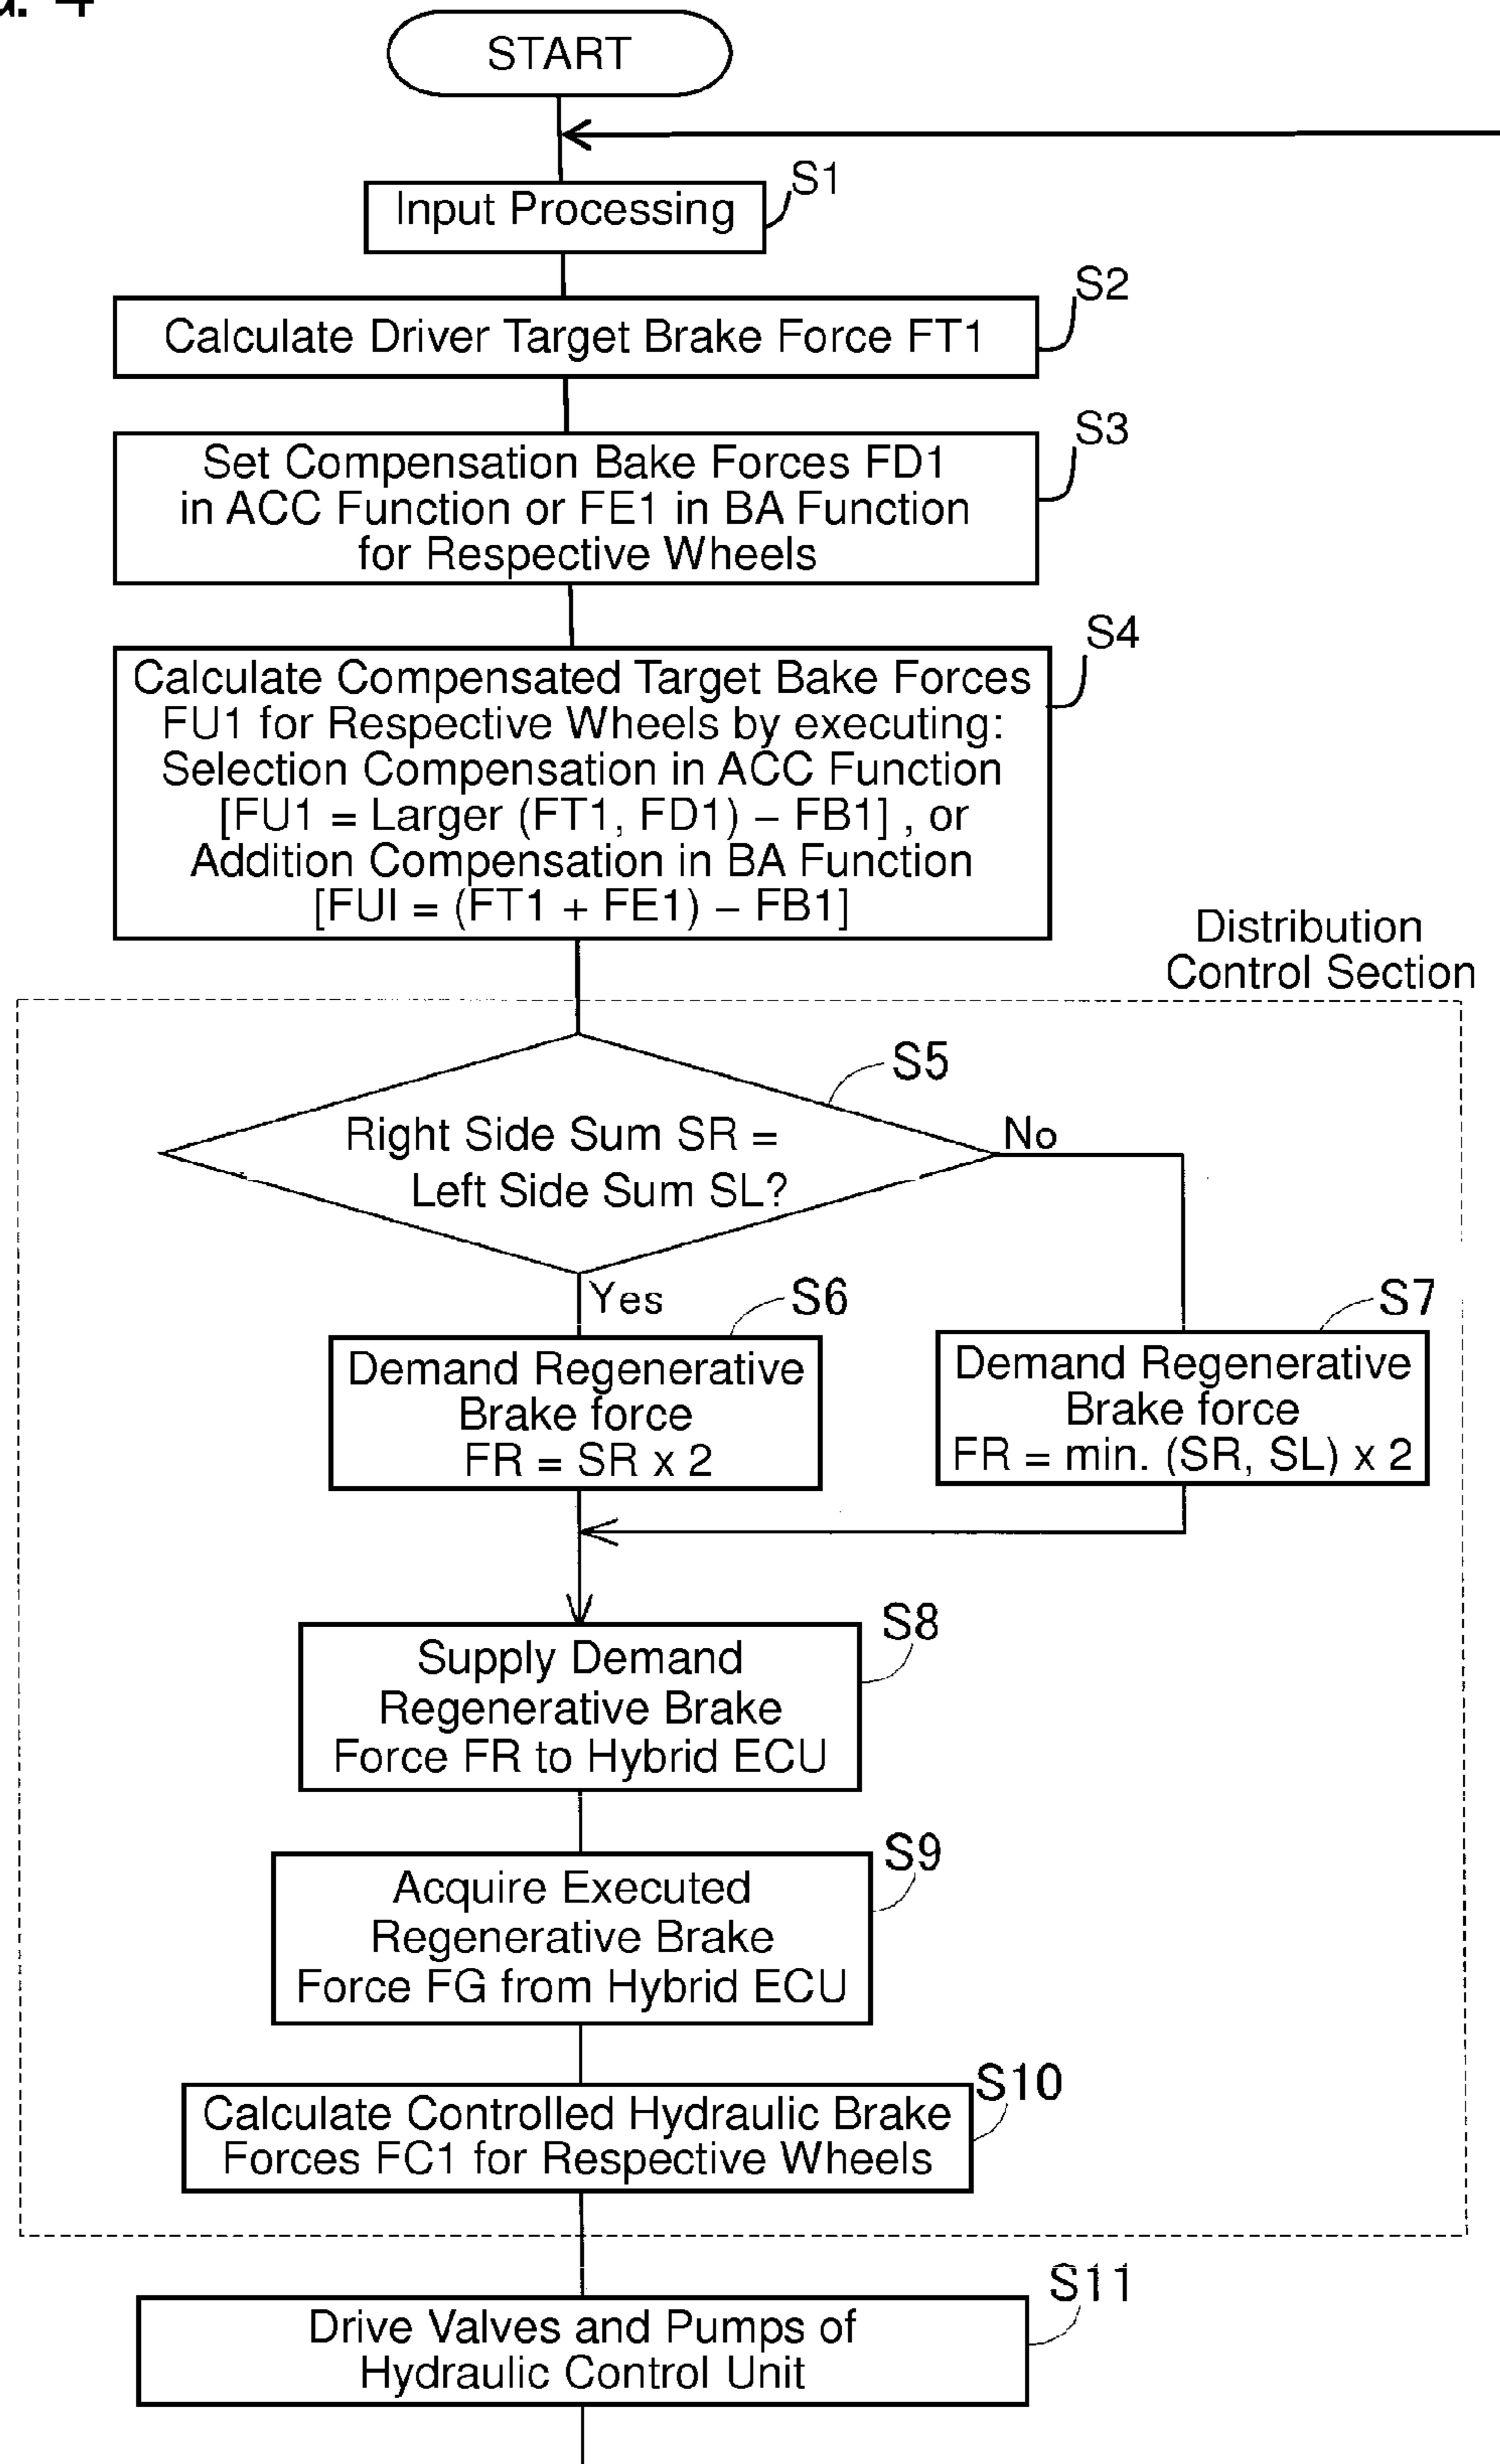 . 4
START
S1
Input Processing
S2
Calculate Driver Target Brake Force FT1
S3
Set Compensation Bake Forces FD1
in ACC Function or FE1 in BA Function
for Respective Wheels
S4
Calculate Compensated Target Bake Forces
FU1 for Respective Wheels by executing:
Selection Compensation in ACC Function
[FU1 = Larger (FT1, FD1) – FB1] , or
Addition Compensation in BA Function
[FUI = (FT1 + FE1) – FB1]
Distribution
Control Section
S5
Right Side Sum SR =
Left Side Sum SL?
No
Yes
S6
Demand Regenerative
Brake force
FR = SR x 2
S7
Demand Regenerative
Brake force
FR = min. (SR, SL) x 2
S8
Supply Demand
Regenerative Brake
Force FR to Hybrid ECU
S9
Acquire Executed
Regenerative Brake
Force FG from Hybrid ECU
S10
Calculate Controlled Hydraulic Brake
Forces FC1 for Respective Wheels
S11
Drive Valves and Pumps of
Hydraulic Control Unit